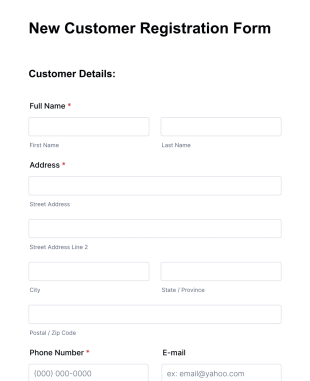 New Customer Registration Form
Customer Details:
Full Name *
First Name Last Name
Address *
Street Address
Street Address Line 2
City State / Province
Postal / Zip Code
Phone Number * E-mail
(000) 000-0000 ex: email@yahoo.com